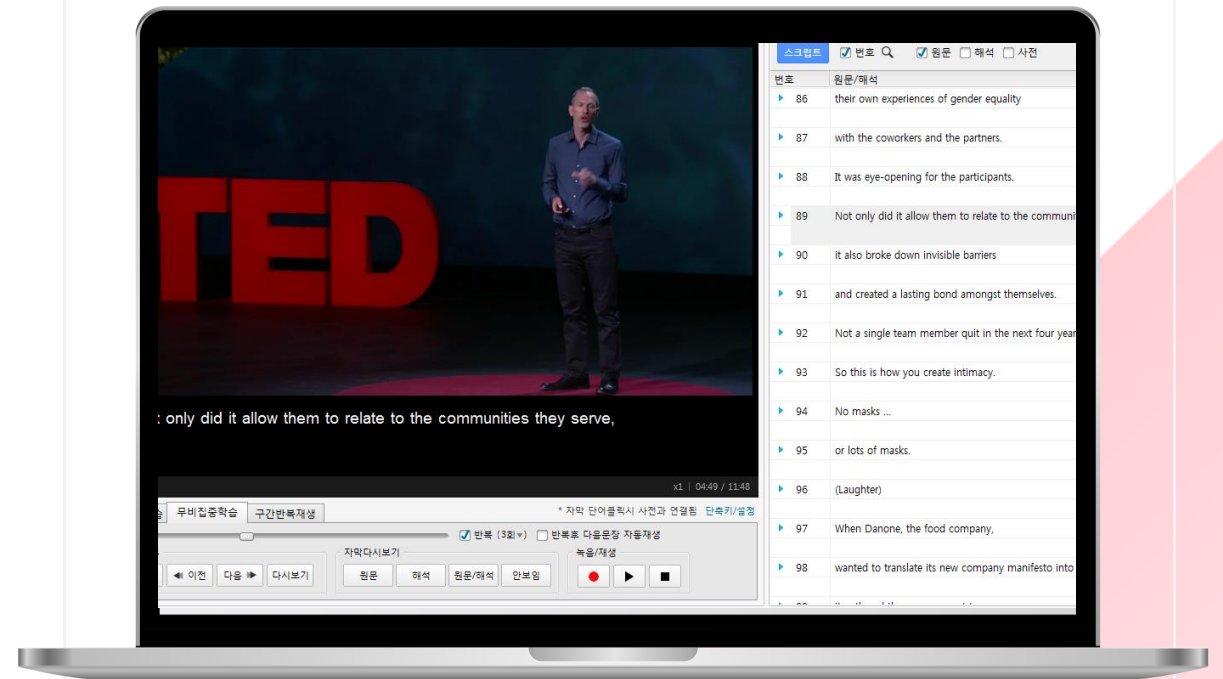 TED
: only did it allow them to relate to the communities they serve,
x1 | 04:49 / 11:48
무비집중학습 구간반복재생
* 자막 단어클릭시 사전과 연결됨 단축키/설정
반복 (3회▾) 반복후 다음문장 자동재생
자막다시보기 녹음/재생
이전 다음 다시보기 원문 해석 원문/해석 안보임
스크립트 번호 원문 해석 사전
번호 원문/해석
86 their own experiences of gender equality
87 with the coworkers and the partners.
88 It was eye-opening for the participants.
89 Not only did it allow them to relate to the communi
90 it also broke down invisible barriers
91 and created a lasting bond amongst themselves.
92 Not a single team member quit in the next four year
93 So this is how you create intimacy.
94 No masks ...
95 or lots of masks.
96 (Laughter)
97 When Danone, the food company,
98 wanted to translate its new company manifesto into